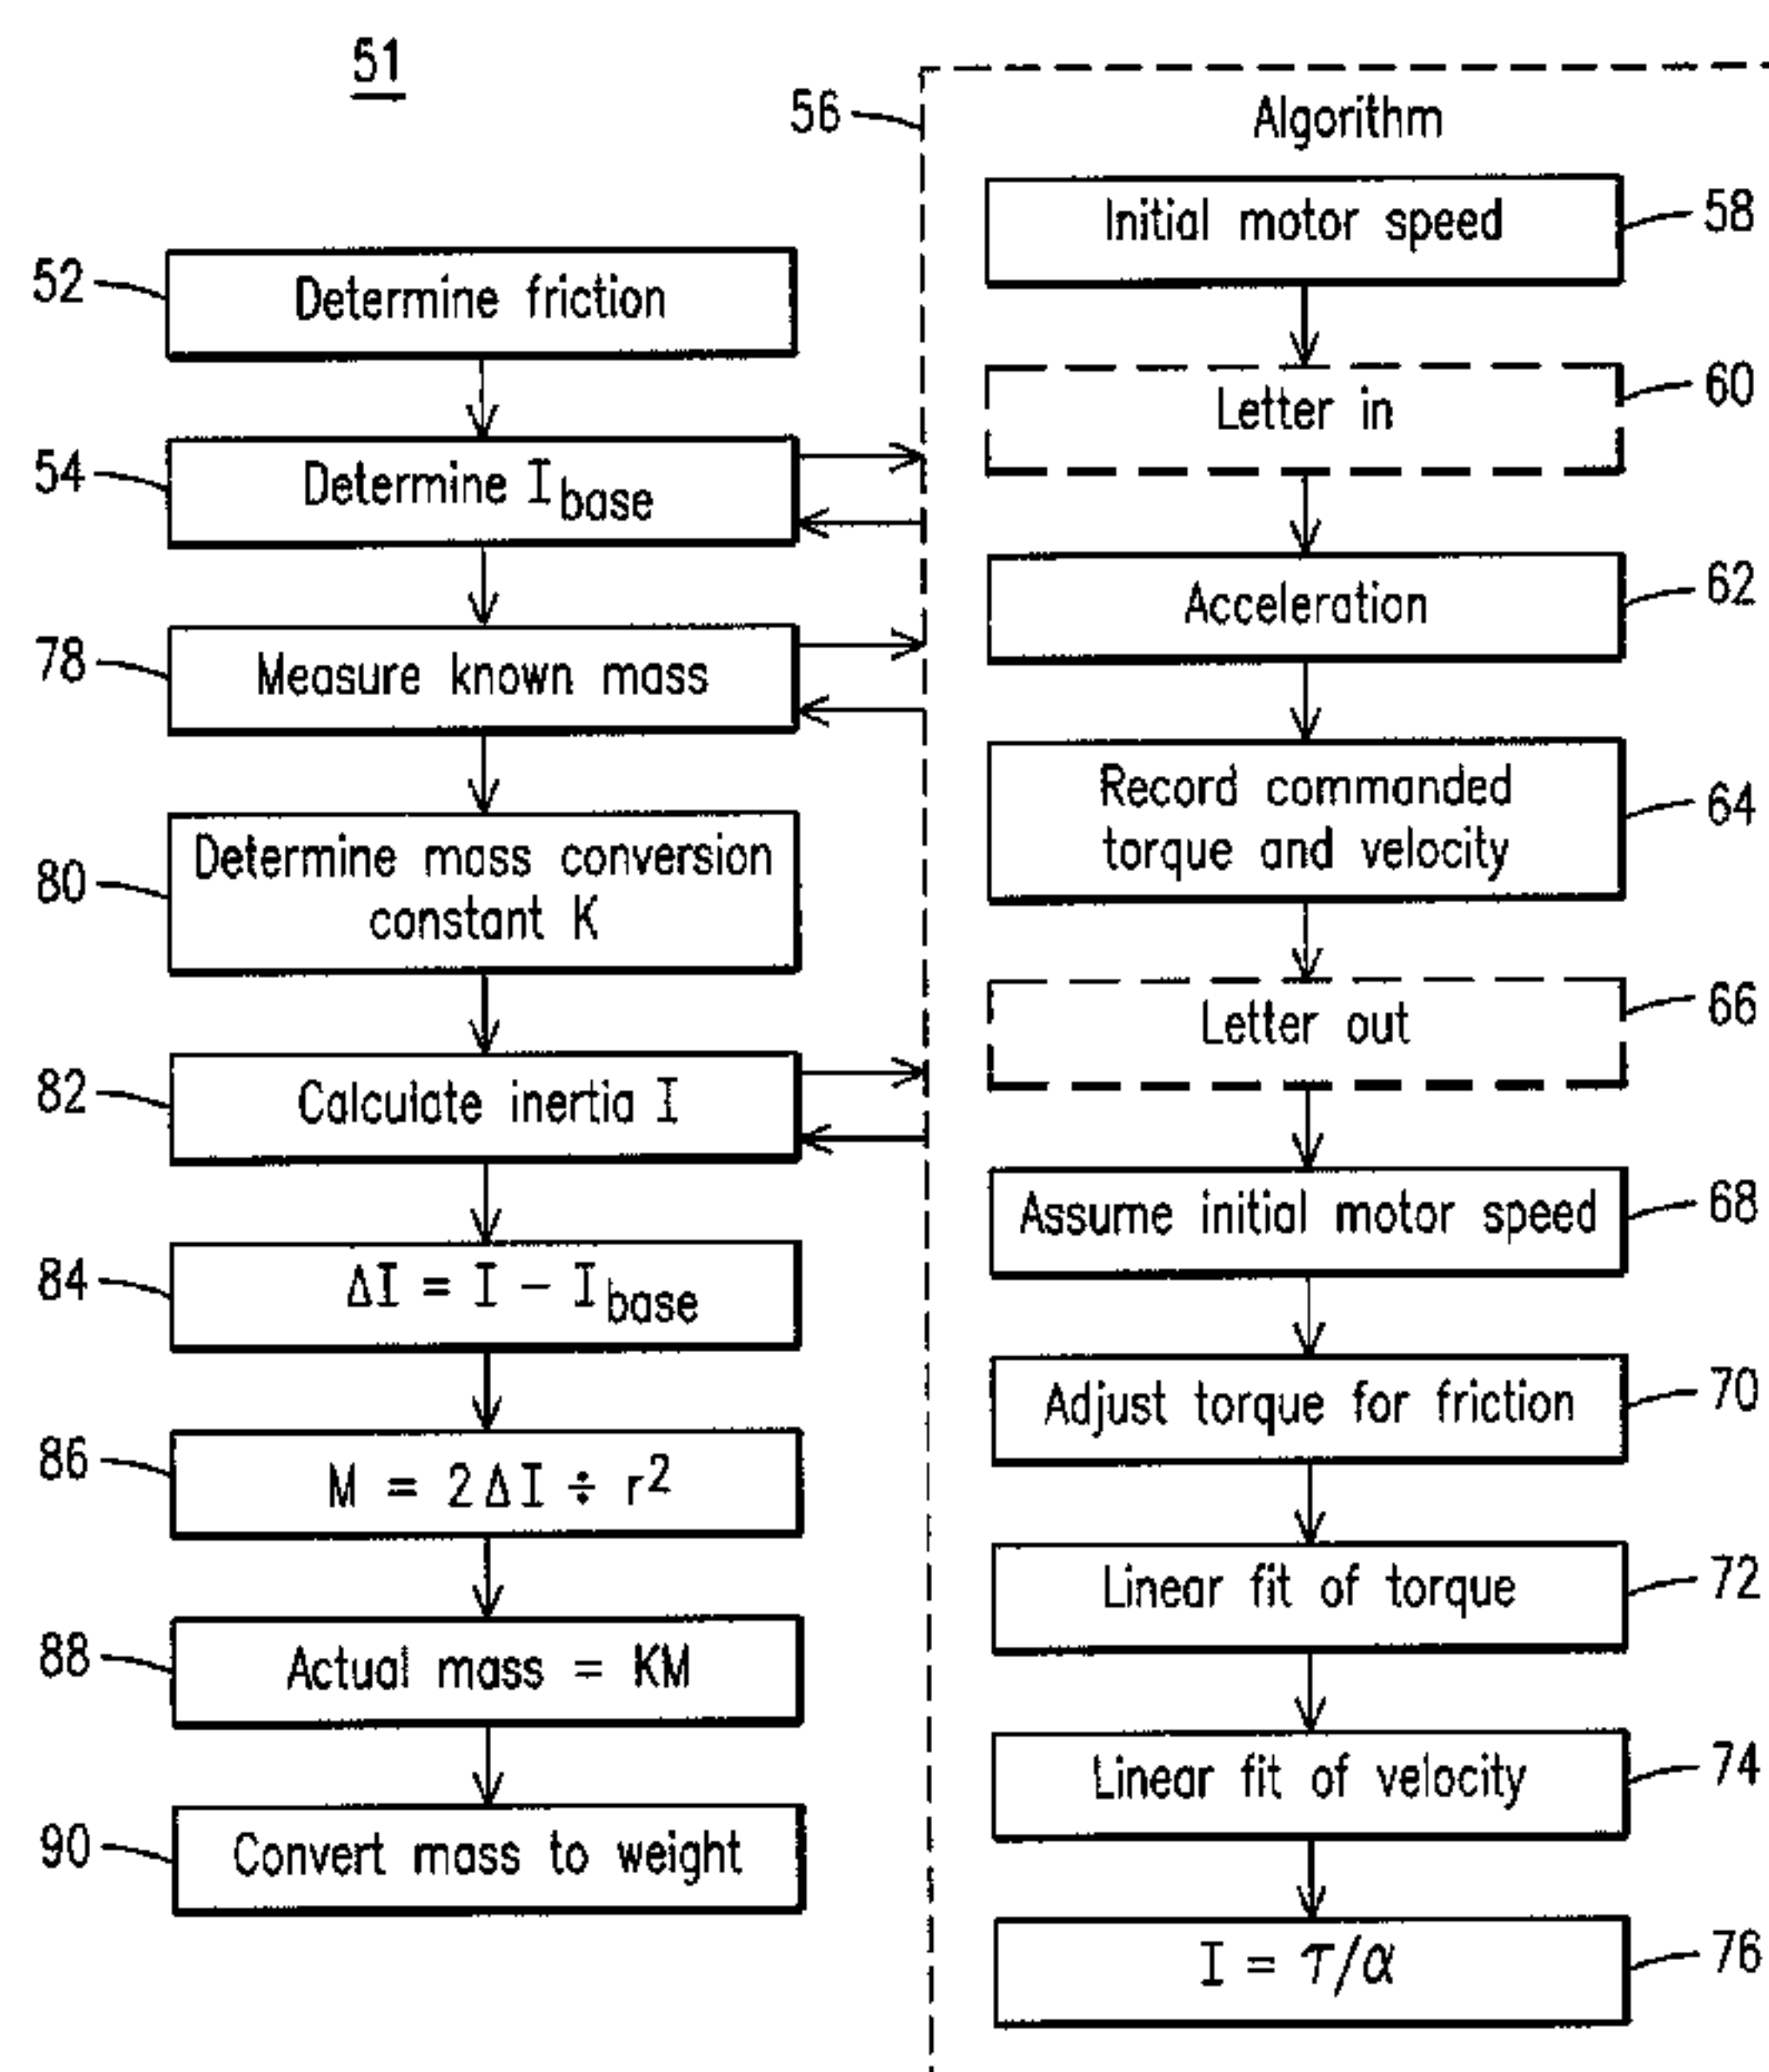 51
52
Determine friction
54
Determine I base
78
Measure known mass
80
Determine mass conversion
constant K
82
Calculate inertia I
84
ΔI = I − I base
86
M = 2ΔI ÷ r²
88
Actual mass = KM
90
Convert mass to weight
56
Algorithm
Initial motor speed
58
Letter in
60
Acceleration
62
Record commanded
torque and velocity
64
Letter out
66
Assume initial motor speed
68
Adjust torque for friction
70
Linear fit of torque
72
Linear fit of velocity
74
I = τ/α
76